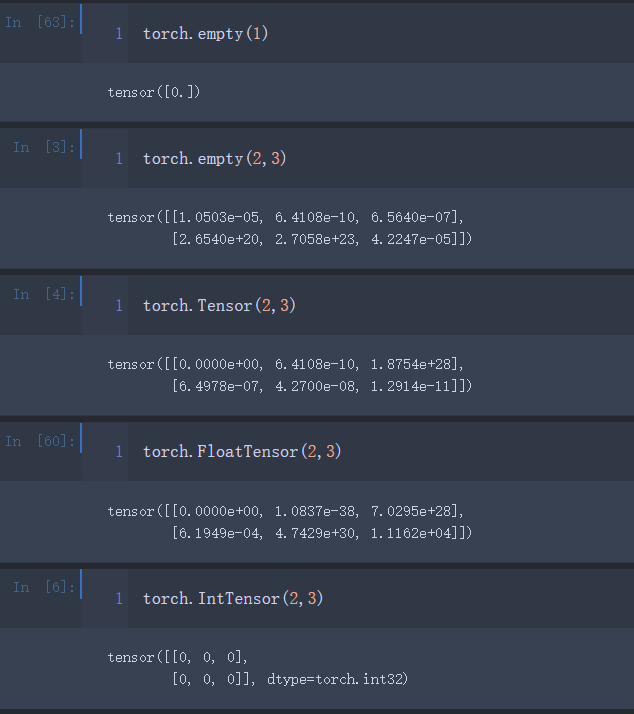 In [63]:
1 torch.empty(1)
tensor([0.])
In [3]:
1 torch.empty(2,3)
tensor([[1.0503e-05, 6.4108e-10, 6.5640e-07],
[2.6540e+20, 2.7058e+23, 4.2247e-05]])
In [4]:
1 torch.Tensor(2,3)
tensor([[0.0000e+00, 6.4108e-10, 1.8754e+28],
[6.4978e-07, 4.2700e-08, 1.2914e-11]])
In [60]:
1 torch.FloatTensor(2,3)
tensor([[0.0000e+00, 1.0837e-38, 7.0295e+28],
[6.1949e-04, 4.7429e+30, 1.1162e+04]])
In [6]:
1 torch.IntTensor(2,3)
tensor([[0, 0, 0],
[0, 0, 0]], dtype=torch.int32)